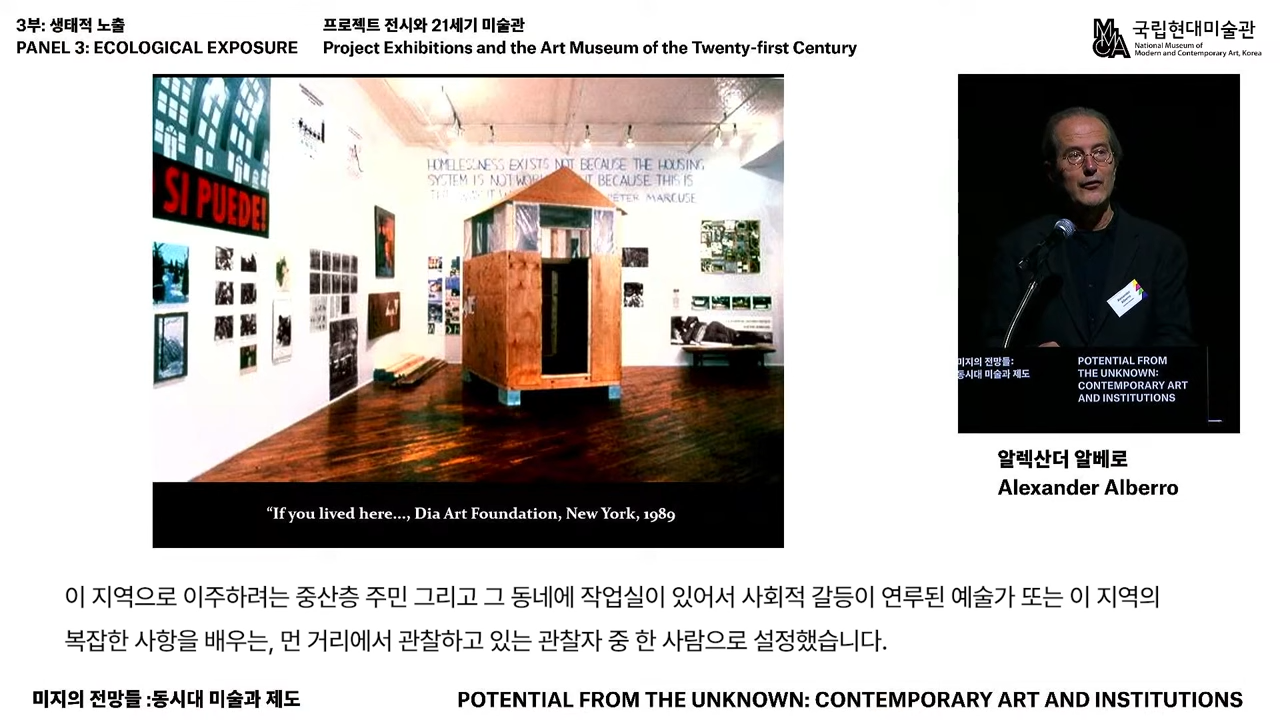 3부: 생태적 노출
PANEL 3: ECOLOGICAL EXPOSURE
프로젝트 전시와 21세기 미술관
Project Exhibitions and the Art Museum of the Twenty-first Century
MMCA
국립현대미술관
National Museum of
Modern and Contemporary Art, Korea
SI PUEDE!
HOMELESSNESS EXISTS NOT BECAUSE THE HOUSING
SYSTEM IS NOT BECAUSE THIS IS
PETER MARCUSE
"If you lived here..., Dia Art Foundation, New York, 1989
Alexander
Alberro
미지의 전망들:
동시대 미술과 제도
POTENTIAL FROM
THE UNKNOWN:
CONTEMPORARY ART
AND INSTITUTIONS
알렉산더 알베로
Alexander Alberro
이 지역으로 이주하려는 중산층 주민 그리고 그 동네에 작업실이 있어서 사회적 갈등이 연루된 예술가 또는 이 지역의
복잡한 사항을 배우는, 먼 거리에서 관찰하고 있는 관찰자 중 한 사람으로 설정했습니다.
미지의 전망들 :동시대 미술과 제도
POTENTIAL FROM THE UNKNOWN: CONTEMPORARY ART AND INSTITUTIONS